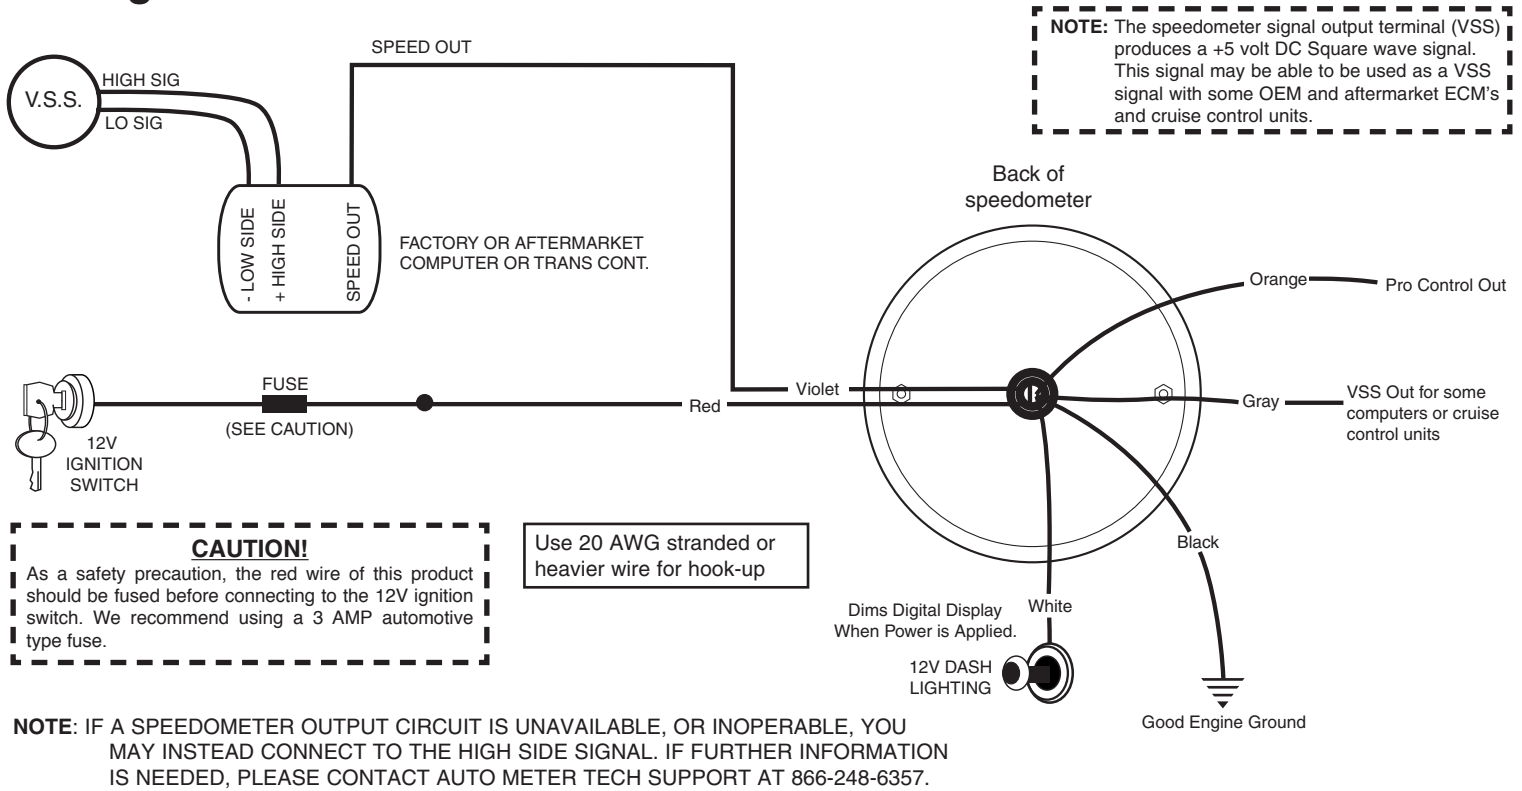 SPEED OUT
NOTE: The speedometer signal output terminal (VSS)
produces a +5 volt DC Square wave signal.
This signal may be able to be used as a VSS
signal with some OEM and aftermarket ECM's
and cruise control units.
HIGH SIG
V.S.S.
LO SIG
Back of
speedometer
- LOW SIDE
+ HIGH SIDE
SPEED OUT
FACTORY OR AFTERMARKET
COMPUTER OR TRANS CONT.
Orange
Pro Control Out
FUSE
(SEE CAUTION)
Violet
Red
Gray
VSS Out for some
computers or cruise
control units
12V
IGNITION
SWITCH
CAUTION!
As a safety precaution, the red wire of this product
should be fused before connecting to the 12V ignition
switch. We recommend using a 3 AMP automotive
type fuse.
Use 20 AWG stranded or
heavier wire for hook-up
Black
White
Dims Digital Display
When Power is Applied.
12V DASH
LIGHTING
Good Engine Ground
NOTE: IF A SPEEDOMETER OUTPUT CIRCUIT IS UNAVAILABLE, OR INOPERABLE, YOU
MAY INSTEAD CONNECT TO THE HIGH SIDE SIGNAL. IF FURTHER INFORMATION
IS NEEDED, PLEASE CONTACT AUTO METER TECH SUPPORT AT 866-248-6357.